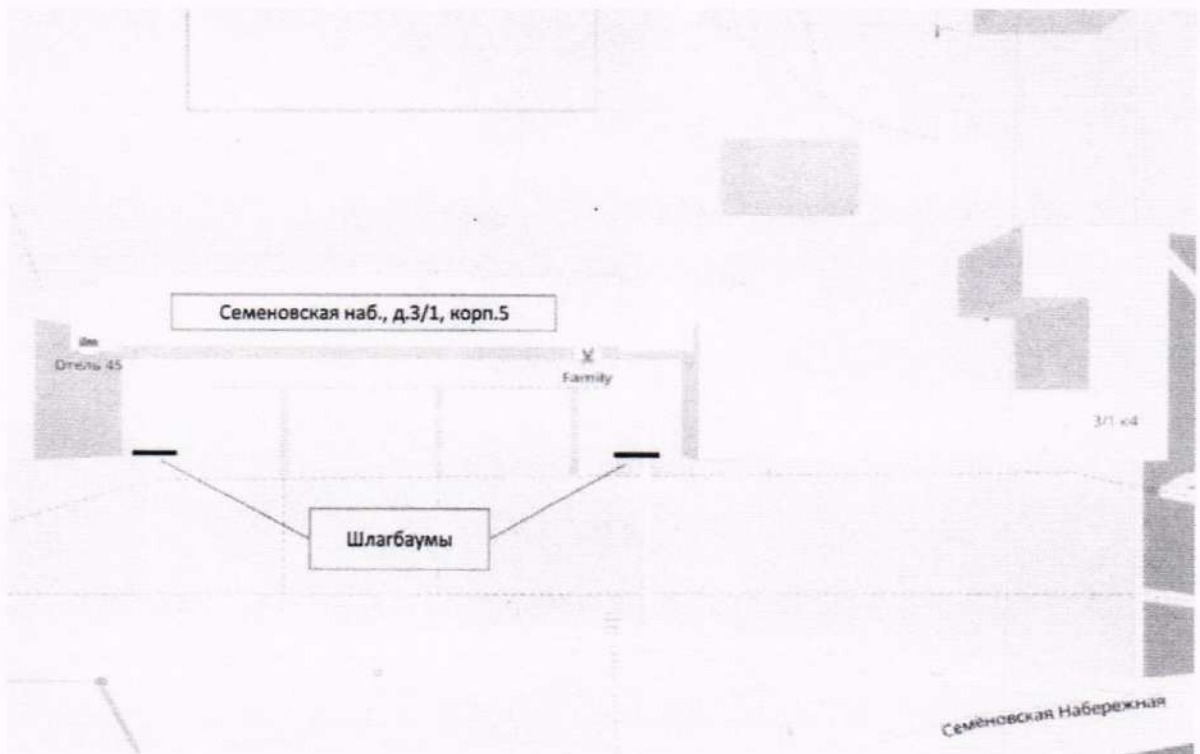 Семеновская наб., д.3/1, корп.5
Отель 45
Family
3/1 к4
Шлагбаумы
Семёновская Набережная